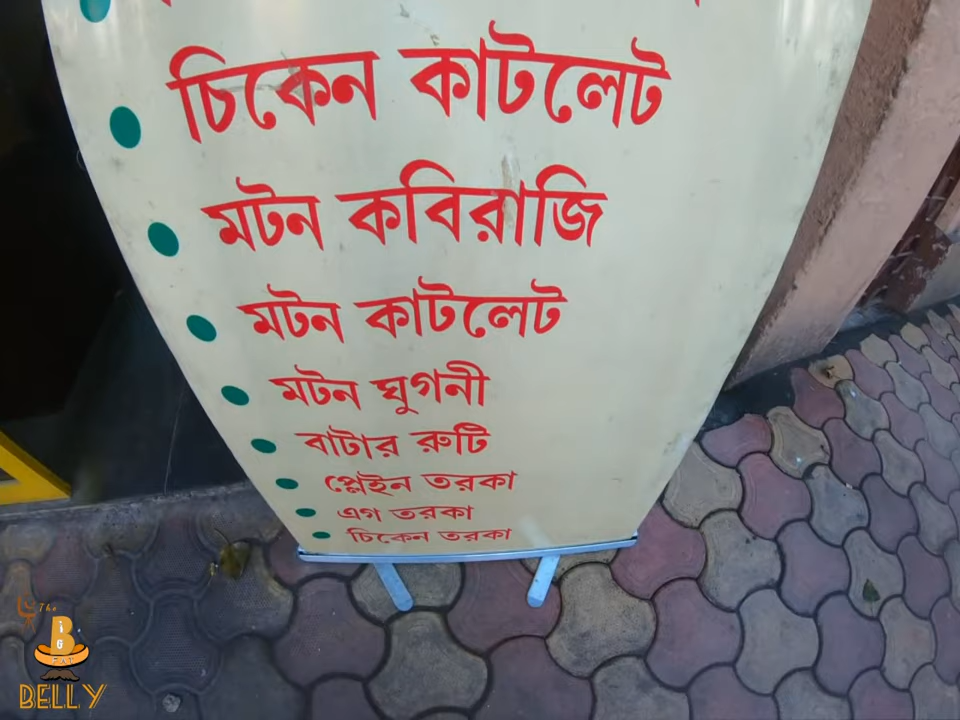 চিকেন কাটলেট
মটন কবিরাজি
মটন কাটলেট
মটন ঘুগনী
বাটার রুটি
প্লেইন তরকা
এগ তরকা
চিকেন তরকা
The
BiG
BELLY